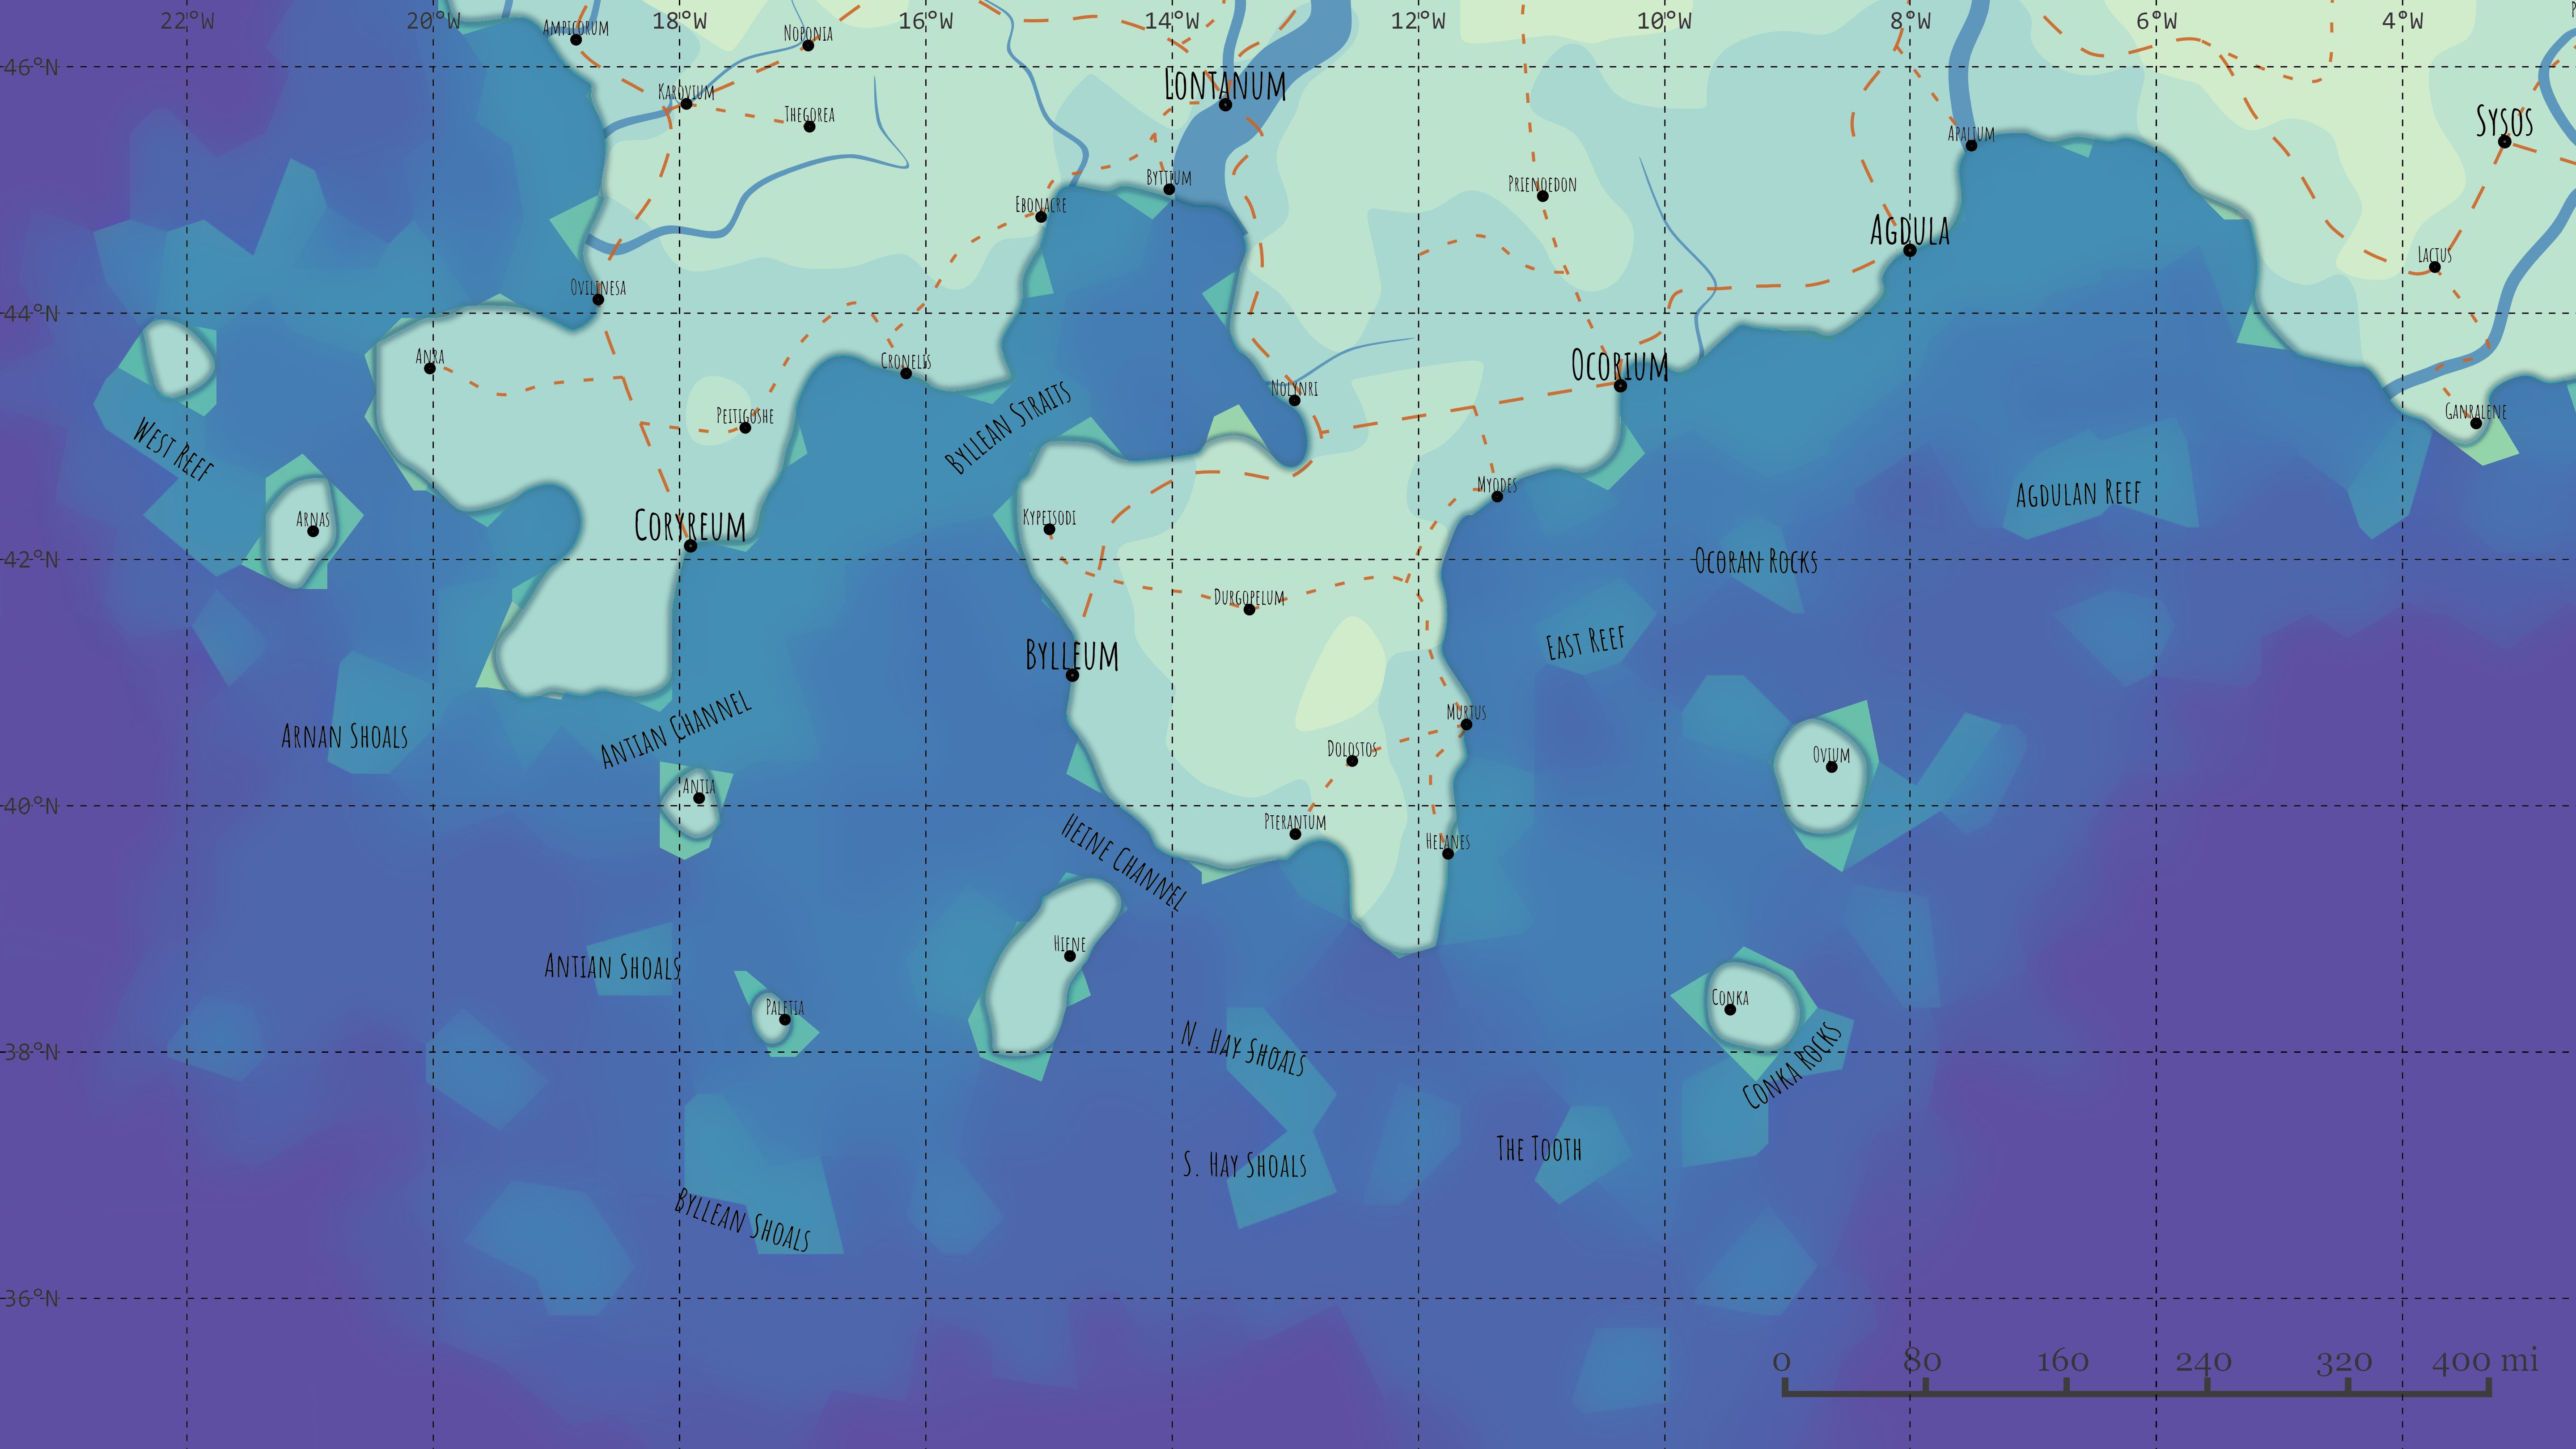 22°W 20°W 18°W 16°W 14°W 12°W 10°W 8°W 6°W 4°W
Ampicorum
Noponia
46°N
Karovium
Lontanum
Thegorea
Sysos
Apalium
Byttium
Prienoedon
Ebonacre
Agdula
Lactus
Ovilinesa
44°N
Anra
Cronelis
Ocorium
Nolynri
Peitigoshe
Ganralene
Byllean Straits
West Reef
Myodes
Agdulan Reef
Arnas
Kypetsodi
Coryreum
42°N
Ocoran Rocks
Durgopelum
East Reef
Bylleum
Murtus
Arnan Shoals
Antian Channel
Dolostos
Ovium
Antia
40°N
Pterantum
Helanes
Heine Channel
Hiene
Antian Shoals
Conka
Paletia
N. Hay Shoals
38°N
Conka Rocks
The Tooth
S. Hay Shoals
Byllean Shoals
36°N
0 80 160 240 320 400 mi